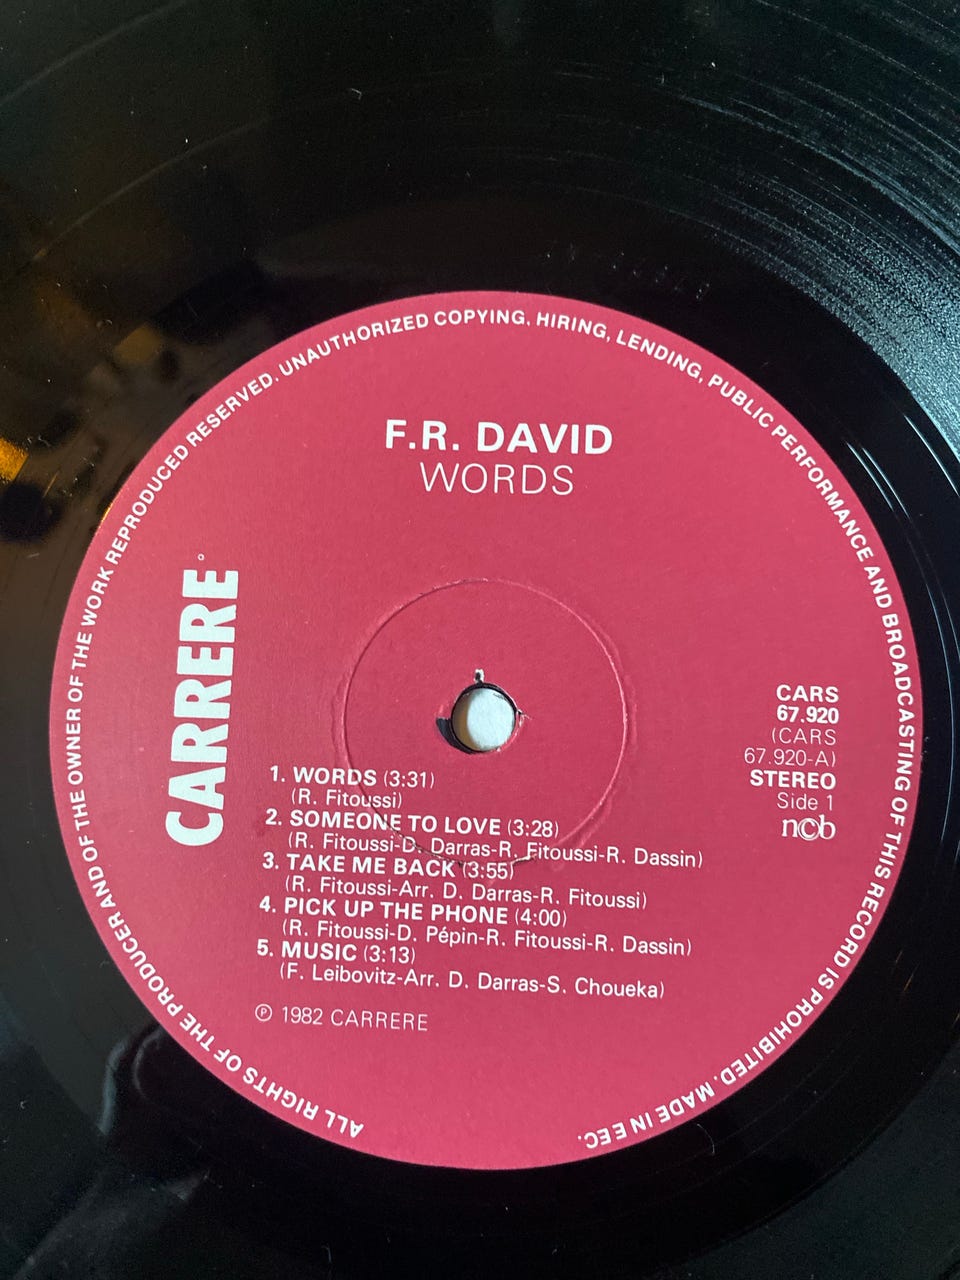 ALL RIGHTS OF THE PRODUCER AND OF THE OWNER OF THE WORK REPRODUCED RESERVED. UNAUTHORIZED COPYING, HIRING, LENDING, PUBLIC PERFORMANCE AND BROADCASTING OF THIS RECORD IS PROHIBITED. MADE IN EEC.
F.R. DAVID
WORDS
CARRERE
CARS
67.920
(CARS
67.920-A)
STEREO
Side 1
ncb
1. WORDS (3:31)
(R. Fitoussi)
2. SOMEONE TO LOVE (3:28)
(R. Fitoussi-D. Darras-R. Fitoussi-R. Dassin)
3. TAKE ME BACK (3:55)
(R. Fitoussi-Arr. D. Darras-R. Fitoussi)
4. PICK UP THE PHONE (4:00)
(R. Fitoussi-D. Pépin-R. Fitoussi-R. Dassin)
5. MUSIC (3:13)
(F. Leibovitz-Arr. D. Darras-S. Choueka)
℗ 1982 CARRERE